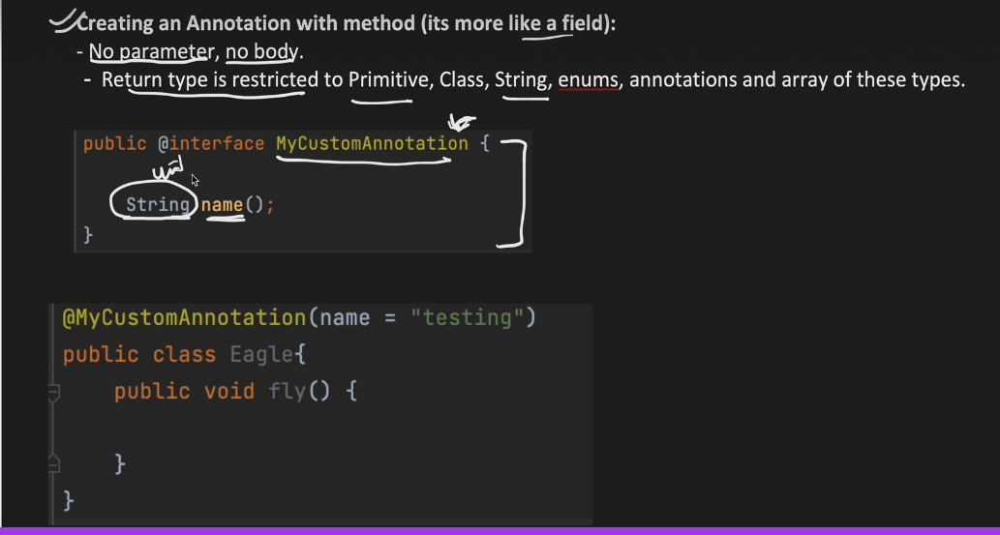 Creating an Annotation with method (its more like a field):
- No parameter, no body.
- Return type is restricted to Primitive, Class, String, enums, annotations and array of these types.
public @interface MyCustomAnnotation {
String name();
}
@MyCustomAnnotation(name = "testing")
public class Eagle{
public void fly() {
}
}